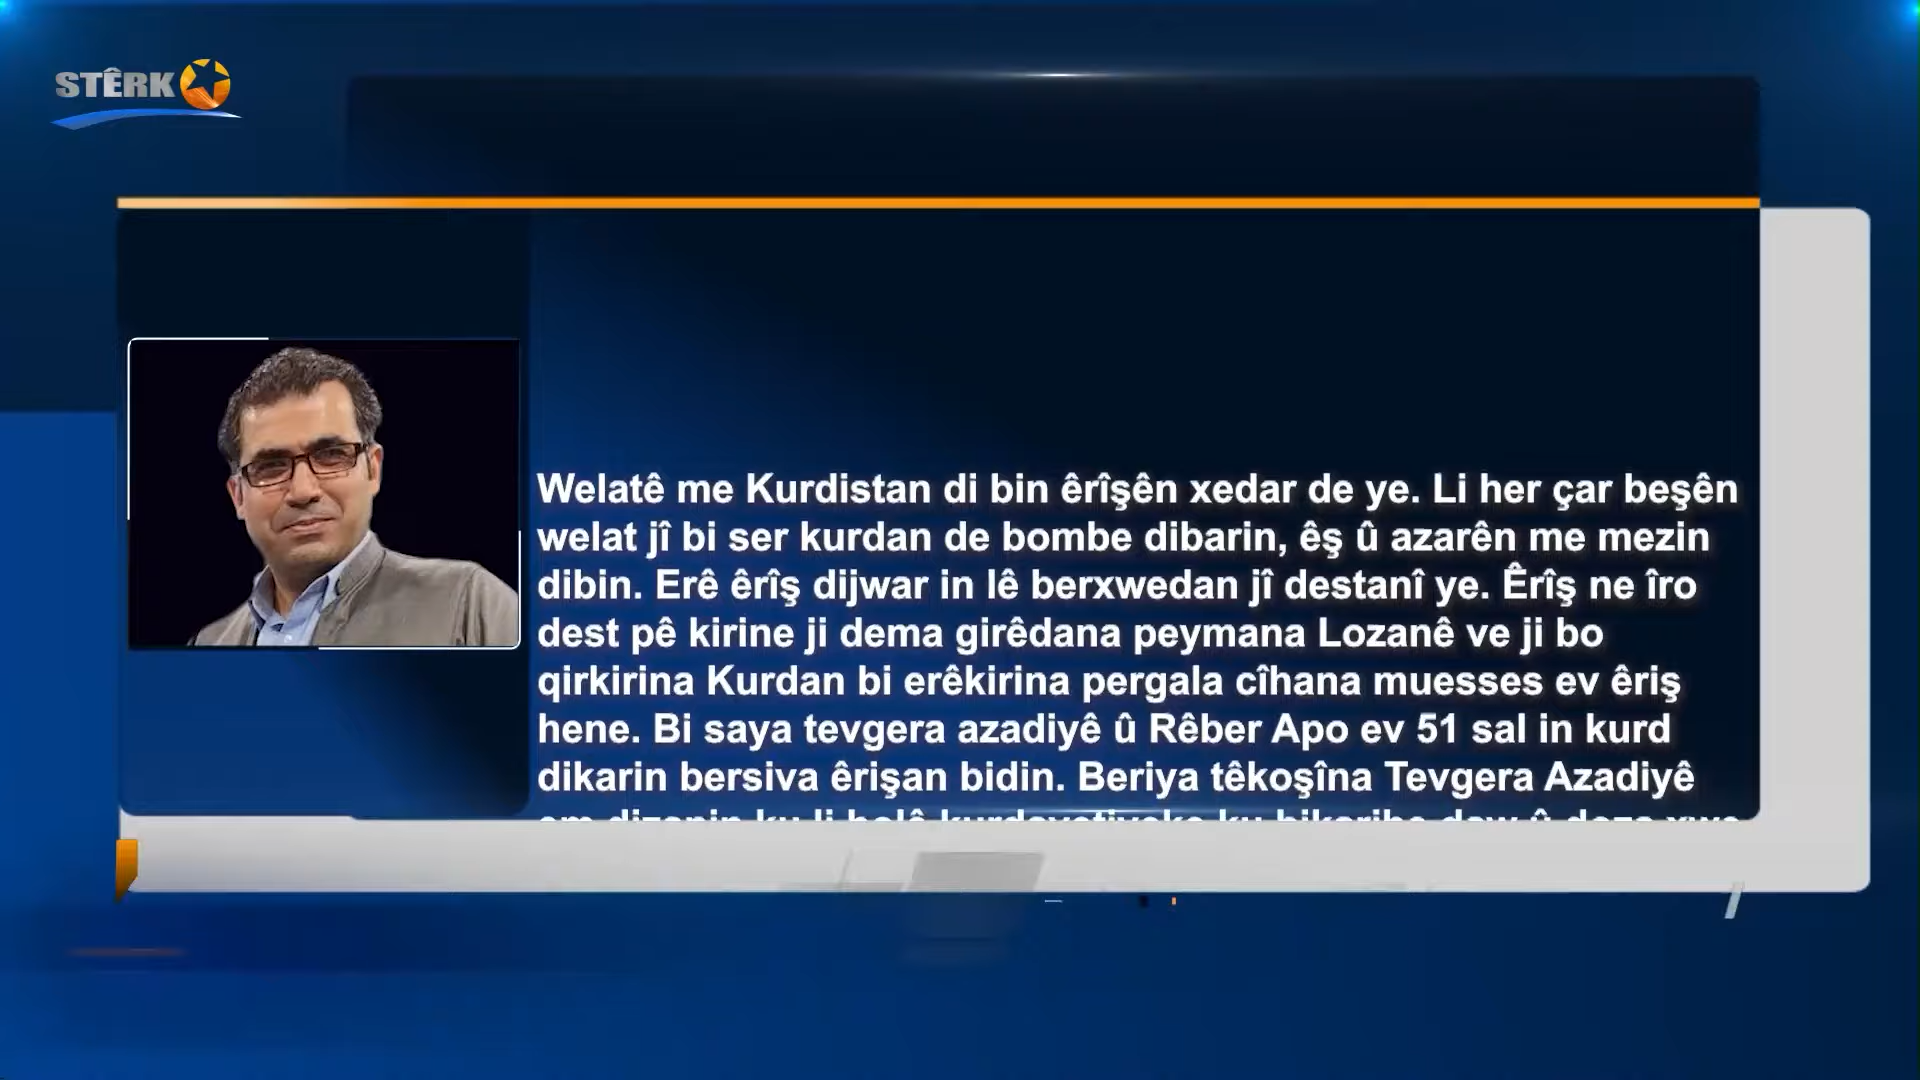 STÊRK
Welatê me Kurdistan di bin êrîşên xedar de ye. Li her çar beşên
welat jî bi ser kurdan de bombe dibarin, êş û azarên me mezin
dibin. Erê êrîş dijwar in lê berxwedan jî destanî ye. Êrîş ne îro
dest pê kirine ji dema girêdana peymana Lozanê ve ji bo
qirkirina Kurdan bi erêkirina pergala cîhana muesses ev êriş
hene. Bi saya tevgera azadiyê û Rêber Apo ev 51 sal in kurd
dikarin bersiva êrişan bidin. Beriya têkoşîna Tevgera Azadiyê